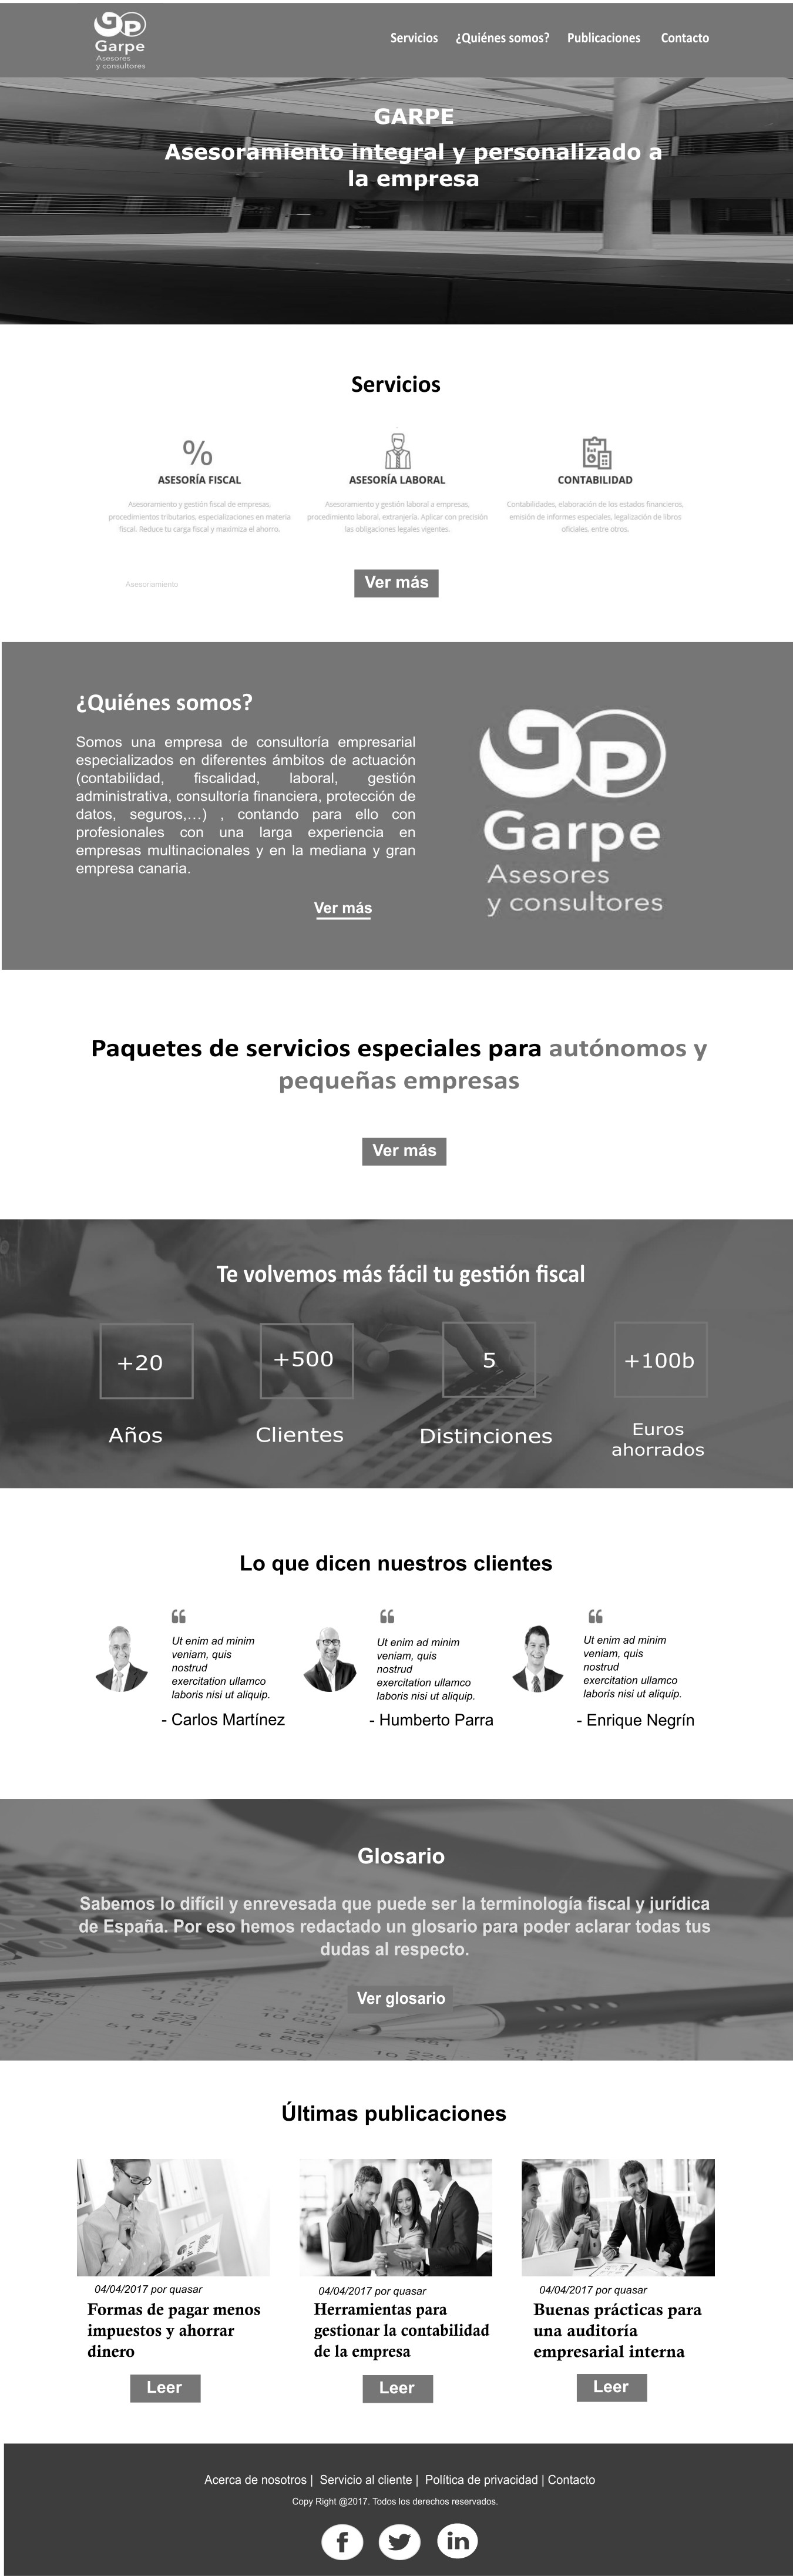 GP
Garpe
Asesores
y consultores
Servicios ¿Quiénes somos? Publicaciones Contacto
GARPE
Asesoramiento integral y personalizado a
la empresa
Servicios
%
ASESORÍA FISCAL
Asesoramiento y gestión fiscal de empresas,
procedimientos tributarios, especializaciones en materia
fiscal. Reduce tu carga fiscal y maximiza el ahorro.
ASESORÍA LABORAL
Asesoramiento y gestión laboral a empresas,
procedimiento laboral, extranjería. Aplicar con precisión
las obligaciones legales vigentes.
CONTABILIDAD
Contabilidades, elaboración de los estados financieros,
emisión de informes especiales, legalización de libros
oficiales, entre otros.
Asesoriamiento
Ver más
¿Quiénes somos?
Somos una empresa de consultoría empresarial
especializados en diferentes ámbitos de actuación
(contabilidad, fiscalidad, laboral, gestión
administrativa, consultoría financiera, protección de
datos, seguros,…) , contando para ello con
profesionales con una larga experiencia en
empresas multinacionales y en la mediana y gran
empresa canaria.
Ver más
GP
Garpe
Asesores
y consultores
Paquetes de servicios especiales para autónomos y
pequeñas empresas
Ver más
Te volvemos más fácil tu gestión fiscal
+20
Años
+500
Clientes
5
Distinciones
+100b
Euros
ahorrados
Lo que dicen nuestros clientes
“
Ut enim ad minim
veniam, quis
nostrud
exercitation ullamco
laboris nisi ut aliquip.
- Carlos Martínez
“
Ut enim ad minim
veniam, quis
nostrud
exercitation ullamco
laboris nisi ut aliquip.
- Humberto Parra
“
Ut enim ad minim
veniam, quis
nostrud
exercitation ullamco
laboris nisi ut aliquip.
- Enrique Negrín
Glosario
Sabemos lo difícil y enrevesada que puede ser la terminología fiscal y jurídica
de España. Por eso hemos redactado un glosario para poder aclarar todas tus
dudas al respecto.
Ver glosario
Últimas publicaciones
04/04/2017 por quasar
Formas de pagar menos
impuestos y ahorrar
dinero
Leer
04/04/2017 por quasar
Herramientas para
gestionar la contabilidad
de la empresa
Leer
04/04/2017 por quasar
Buenas prácticas para
una auditoría
empresarial interna
Leer
Acerca de nosotros | Servicio al cliente | Política de privacidad | Contacto
Copy Right @2017. Todos los derechos reservados.
f in